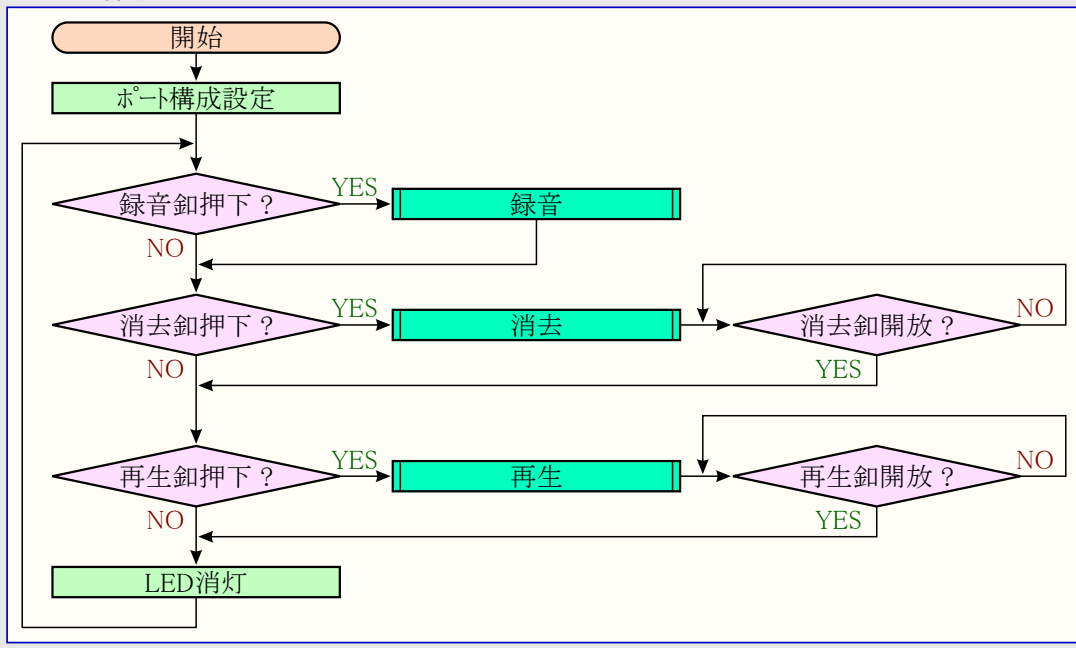 開始
ポート構成設定
録音釦押下?
YES
録音
NO
消去釦押下?
YES
消去
消去釦開放?
NO
NO
YES
再生釦押下?
YES
再生
再生釦開放?
NO
NO
YES
LED消灯